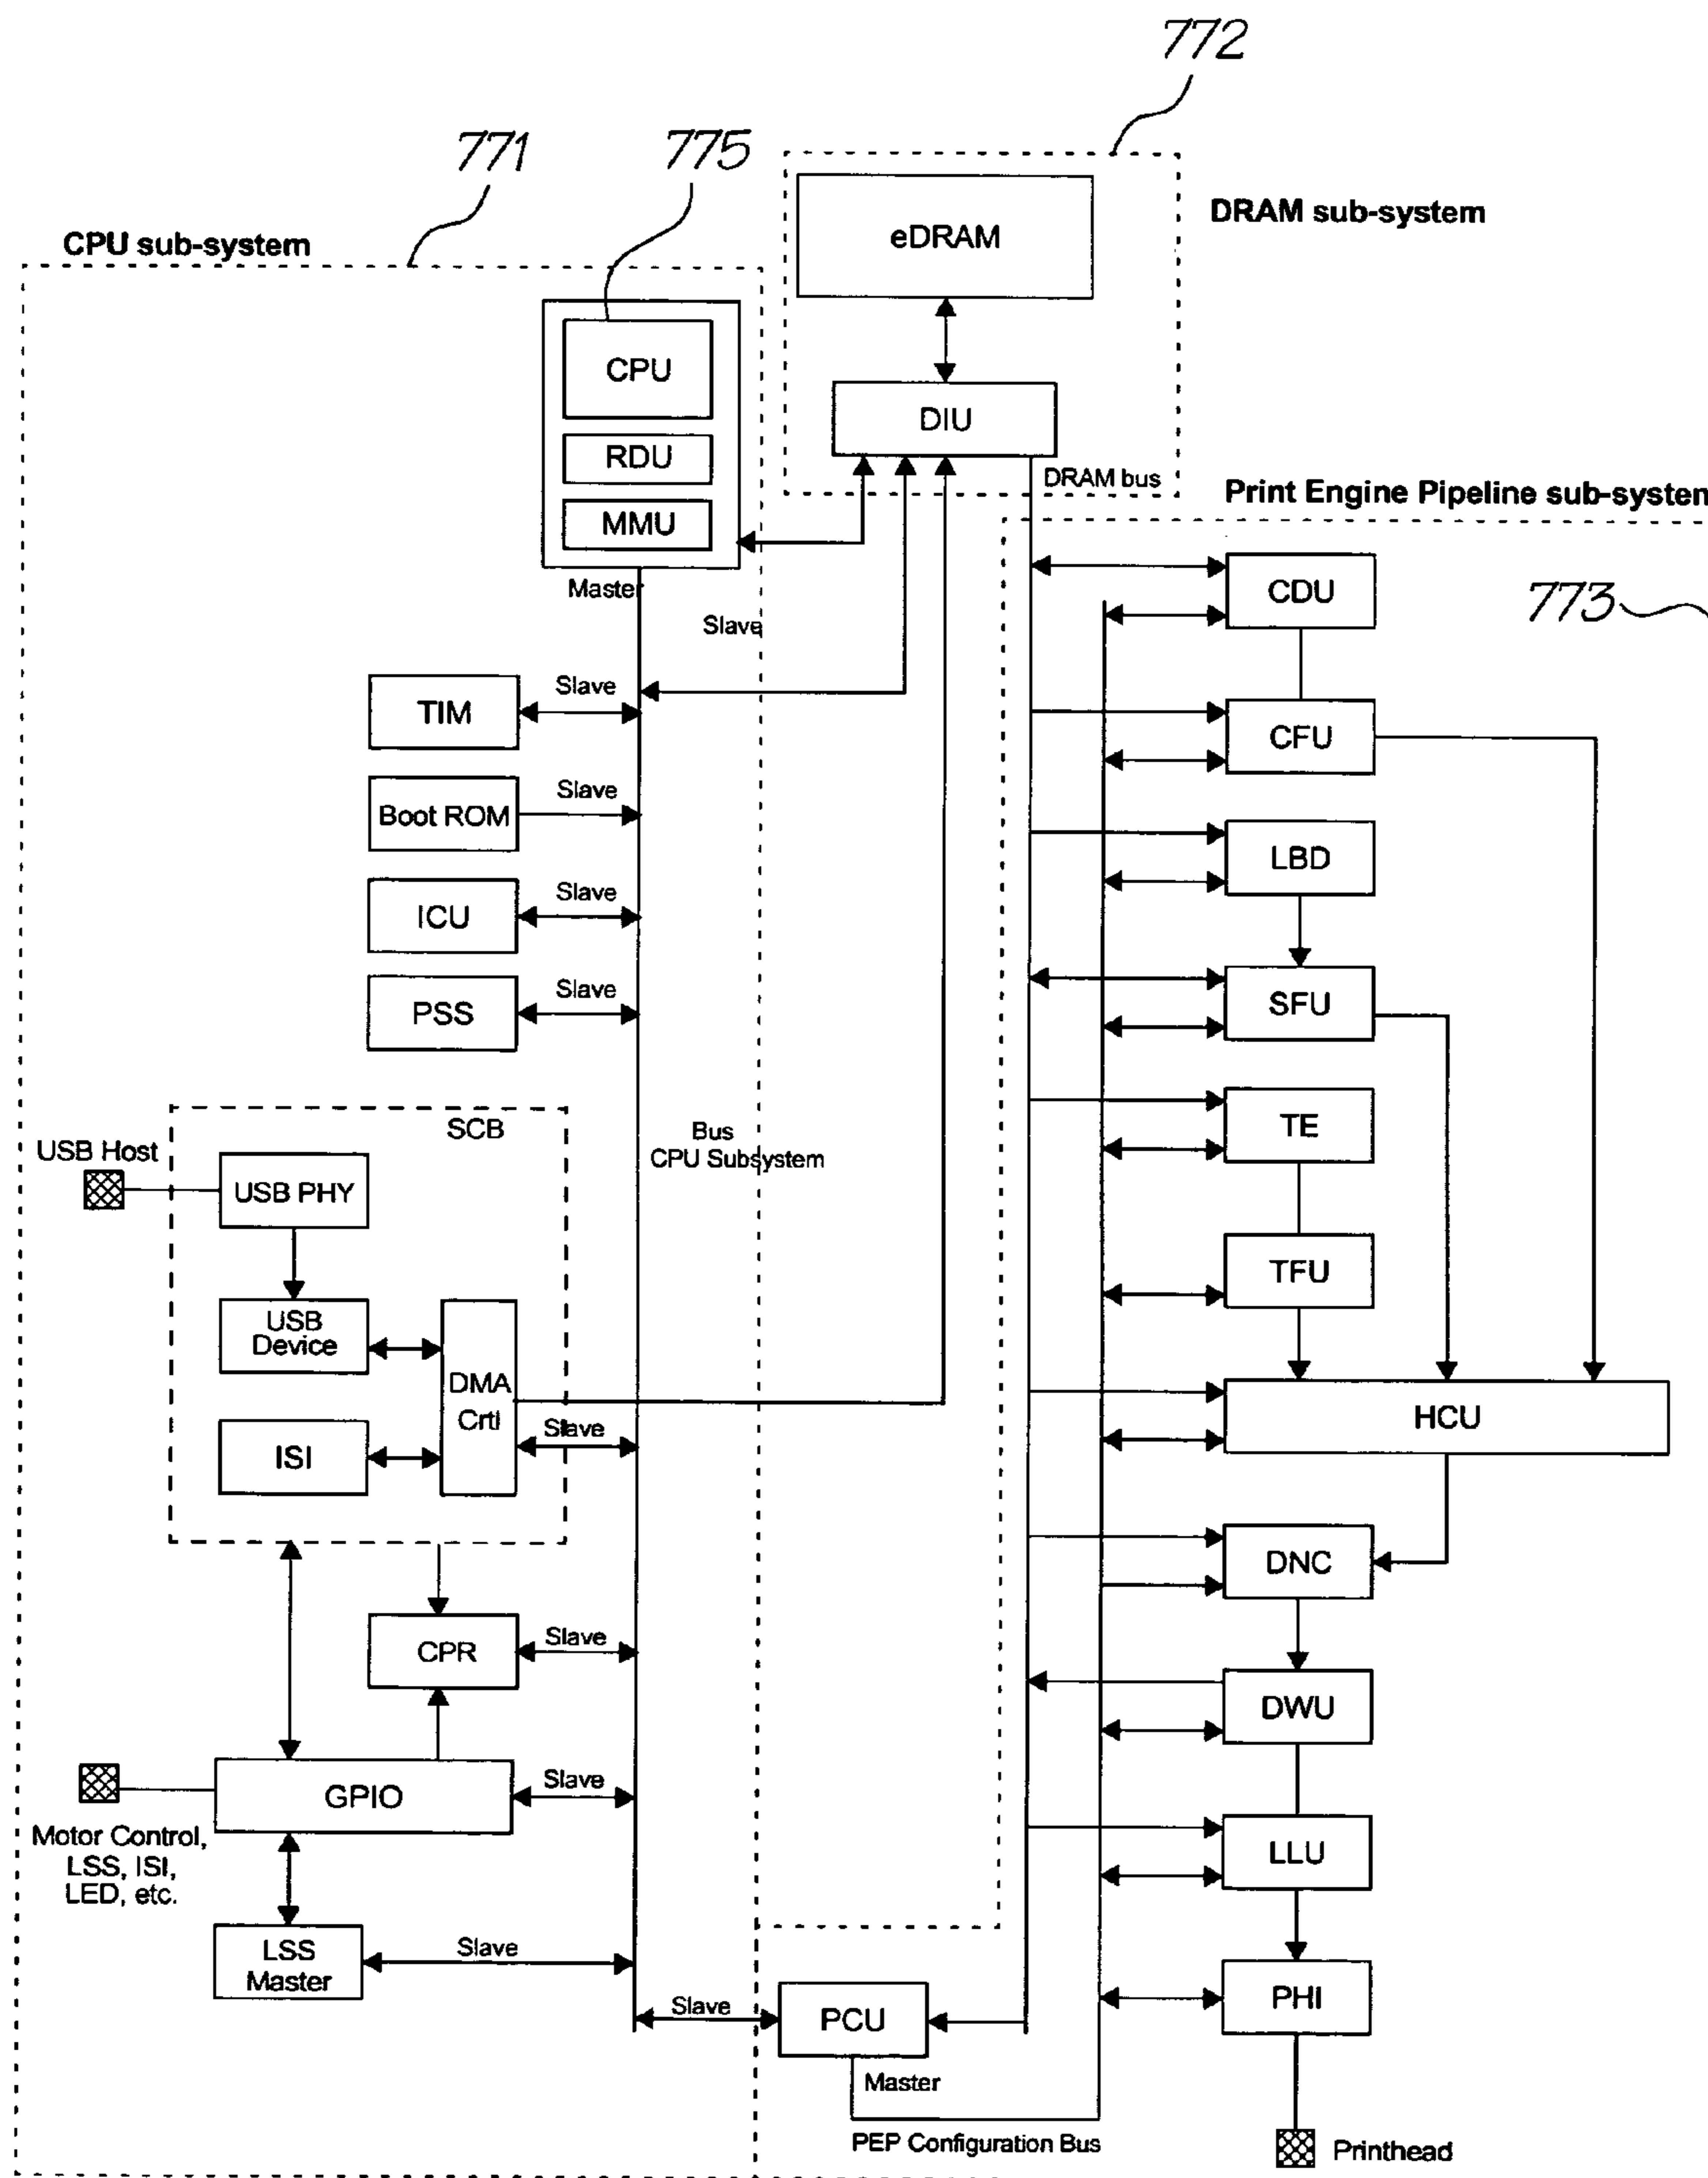 772
771
775
DRAM sub-system
CPU sub-system
eDRAM
CPU
DIU
RDU
DRAM bus
MMU
Print Engine Pipeline sub-system
Master
CDU
773
Slave
Slave
TIM
CFU
Slave
Boot ROM
LBD
Slave
ICU
Slave
PSS
SFU
SCB
TE
USB Host
Bus
CPU Subsystem
USB PHY
TFU
USB
Device
DMA
Crtl
HCU
Slave
ISI
DNC
CPR
Slave
DWU
GPIO
Slave
Motor Control,
LSS, ISI,
LED, etc.
LLU
LSS
Master
Slave
PHI
Slave
PCU
Master
PEP Configuration Bus
Printhead